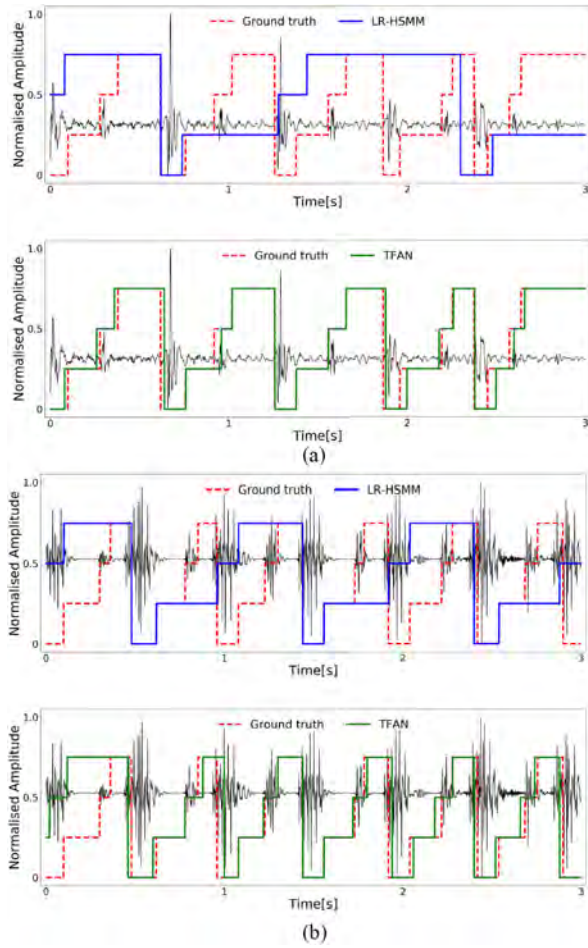 Ground truth LR-HSMM
Normalised Amplitude
1.0
0.5
0
0 1 2 3
Time[s]
Ground truth TFAN
Normalised Amplitude
1.0
0.5
0
0 1 2 3
Time[s]
(a)
Ground truth LR-HSMM
Normalised Amplitude
1.0
0.5
0
0 1 2 3
Time[s]
Ground truth TFAN
Normalised Amplitude
1.0
0.5
0
0 1 2 3
Time[s]
(b)